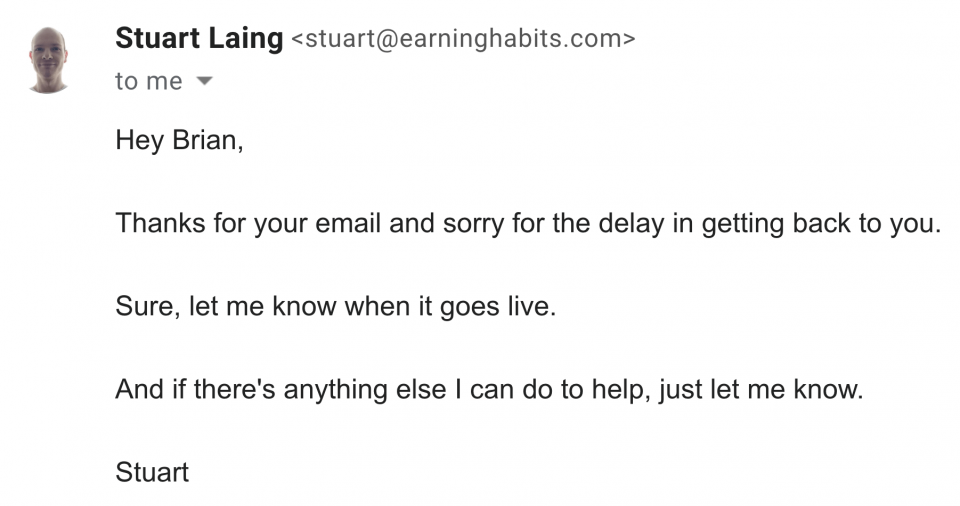 Stuart Laing <stuart@earninghabits.com>
to me
Hey Brian,
Thanks for your email and sorry for the delay in getting back to you.
Sure, let me know when it goes live.
And if there's anything else I can do to help, just let me know.
Stuart